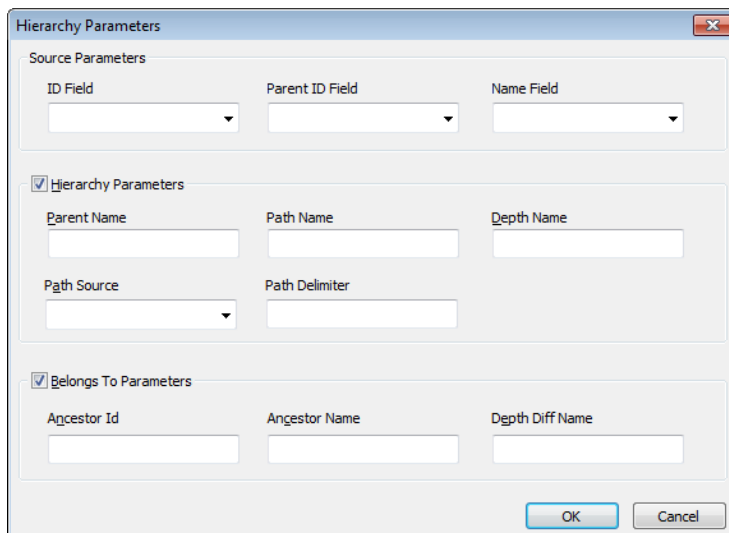 Hierarchy Parameters
Source Parameters
ID Field Parent ID Field Name Field
Hierarchy Parameters
Parent Name Path Name Depth Name
Path Source Path Delimiter
Belongs To Parameters
Ancestor Id Ancestor Name Depth Diff Name
OK Cancel